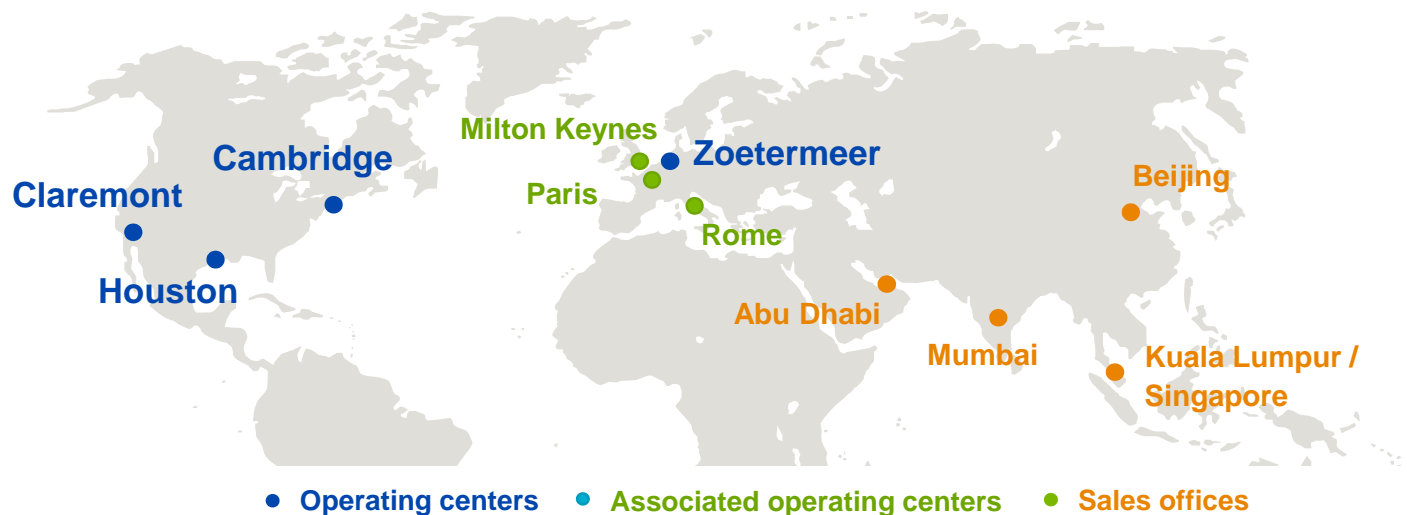 Milton Keynes
Cambridge
Zoetermeer
Claremont
Paris
Beijing
Rome
Houston
Abu Dhabi
Mumbai
Kuala Lumpur /
Singapore
Operating centers
Associated operating centers
Sales offices